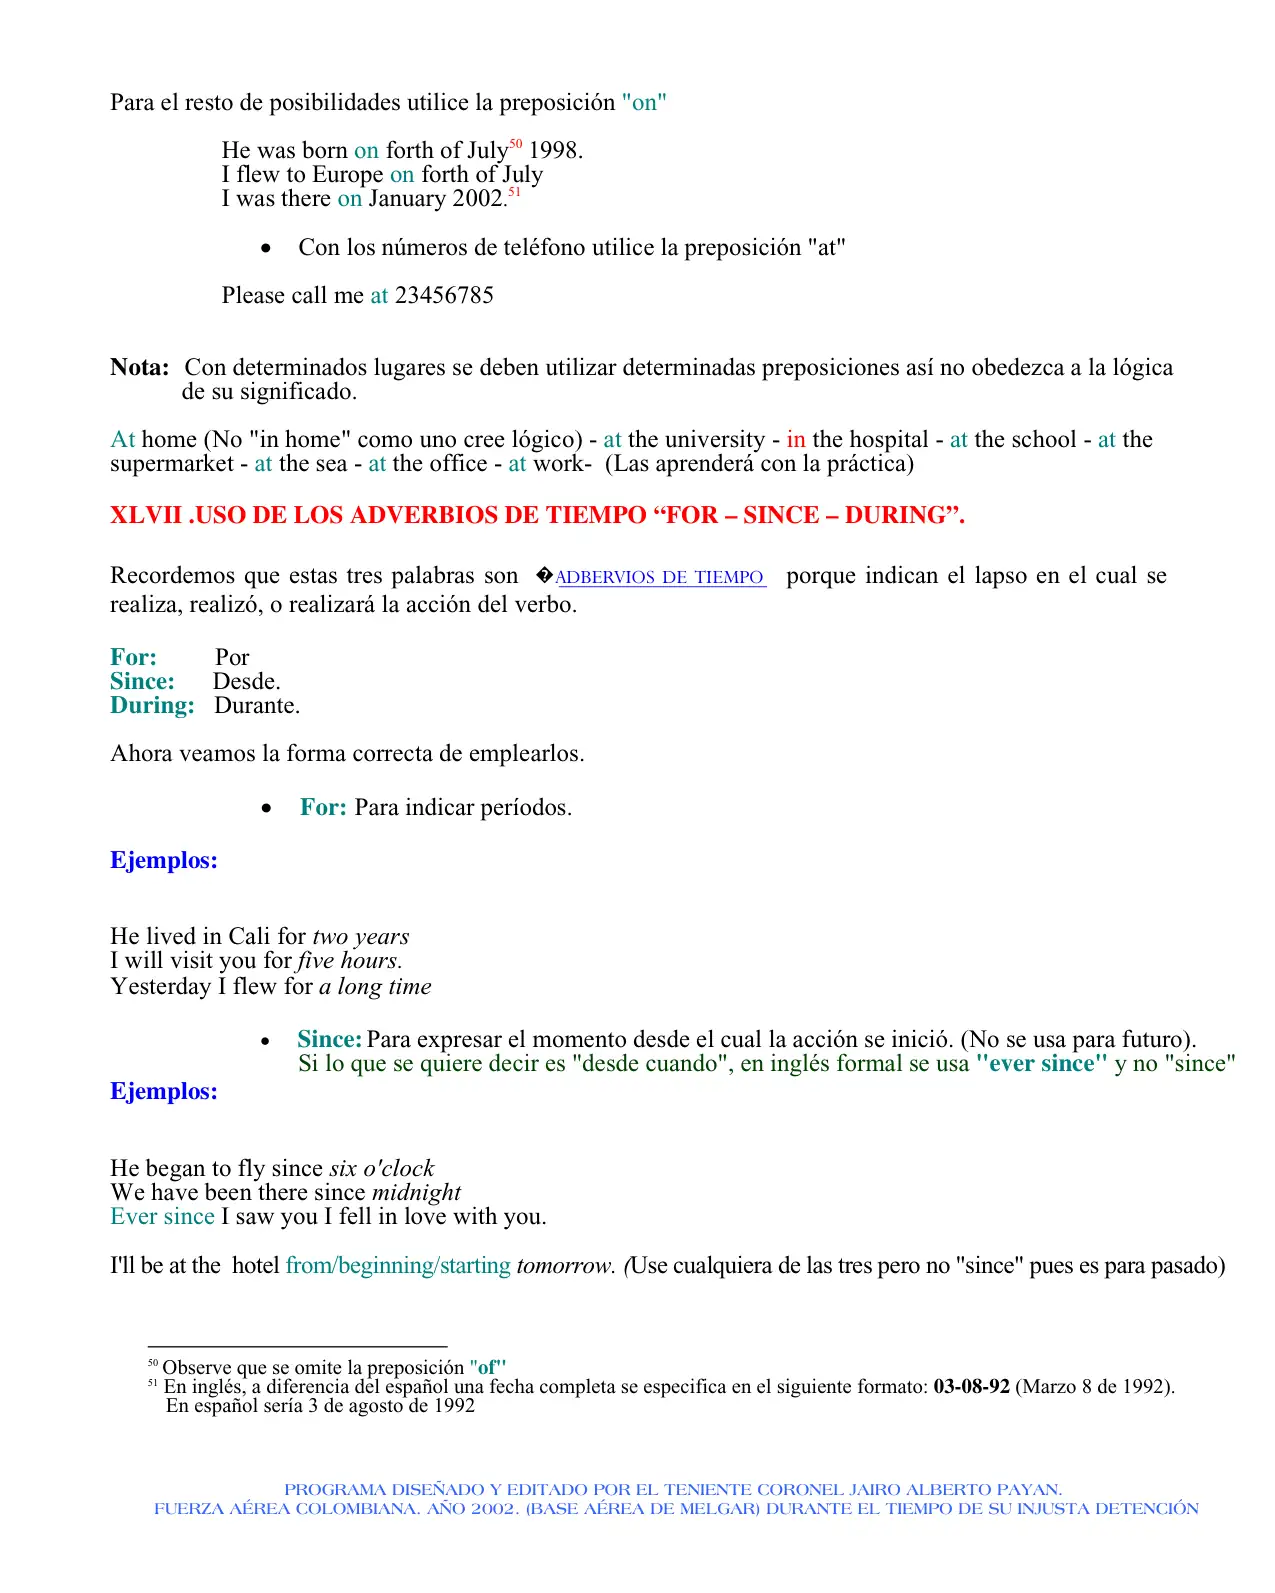 Para el resto de posibilidades utilice la preposición "on"
He was born on forth of July50 1998.
I flew to Europe on forth of July
I was there on January 2002.51
• Con los números de teléfono utilice la preposición "at"
Please call me at 23456785
Nota: Con determinados lugares se deben utilizar determinadas preposiciones así no obedezca a la lógica
de su significado.
At home (No "in home" como uno cree lógico) - at the university - in the hospital - at the school - at the
supermarket - at the sea - at the office - at work- (Las aprenderá con la práctica)
XLVII .USO DE LOS ADVERBIOS DE TIEMPO “FOR – SINCE – DURING”.
Recordemos que estas tres palabras son �ADBERVIOS DE TIEMPO porque indican el lapso en el cual se
realiza, realizó, o realizará la acción del verbo.
For: Por
Since: Desde.
During: Durante.
Ahora veamos la forma correcta de emplearlos.
• For: Para indicar períodos.
Ejemplos:
He lived in Cali for two years
I will visit you for five hours.
Yesterday I flew for a long time
• Since: Para expresar el momento desde el cual la acción se inició. (No se usa para futuro).
Si lo que se quiere decir es "desde cuando", en inglés formal se usa "ever since" y no "since"
Ejemplos:
He began to fly since six o'clock
We have been there since midnight
Ever since I saw you I fell in love with you.
I'll be at the hotel from/beginning/starting tomorrow. (Use cualquiera de las tres pero no "since" pues es para pasado)
50 Observe que se omite la preposición "of"
51 En inglés, a diferencia del español una fecha completa se especifica en el siguiente formato: 03-08-92 (Marzo 8 de 1992).
En español sería 3 de agosto de 1992
PROGRAMA DISEÑADO Y EDITADO POR EL TENIENTE CORONEL JAIRO ALBERTO PAYAN.
FUERZA AÉREA COLOMBIANA. AÑO 2002. (BASE AÉREA DE MELGAR) DURANTE EL TIEMPO DE SU INJUSTA DETENCIÓN